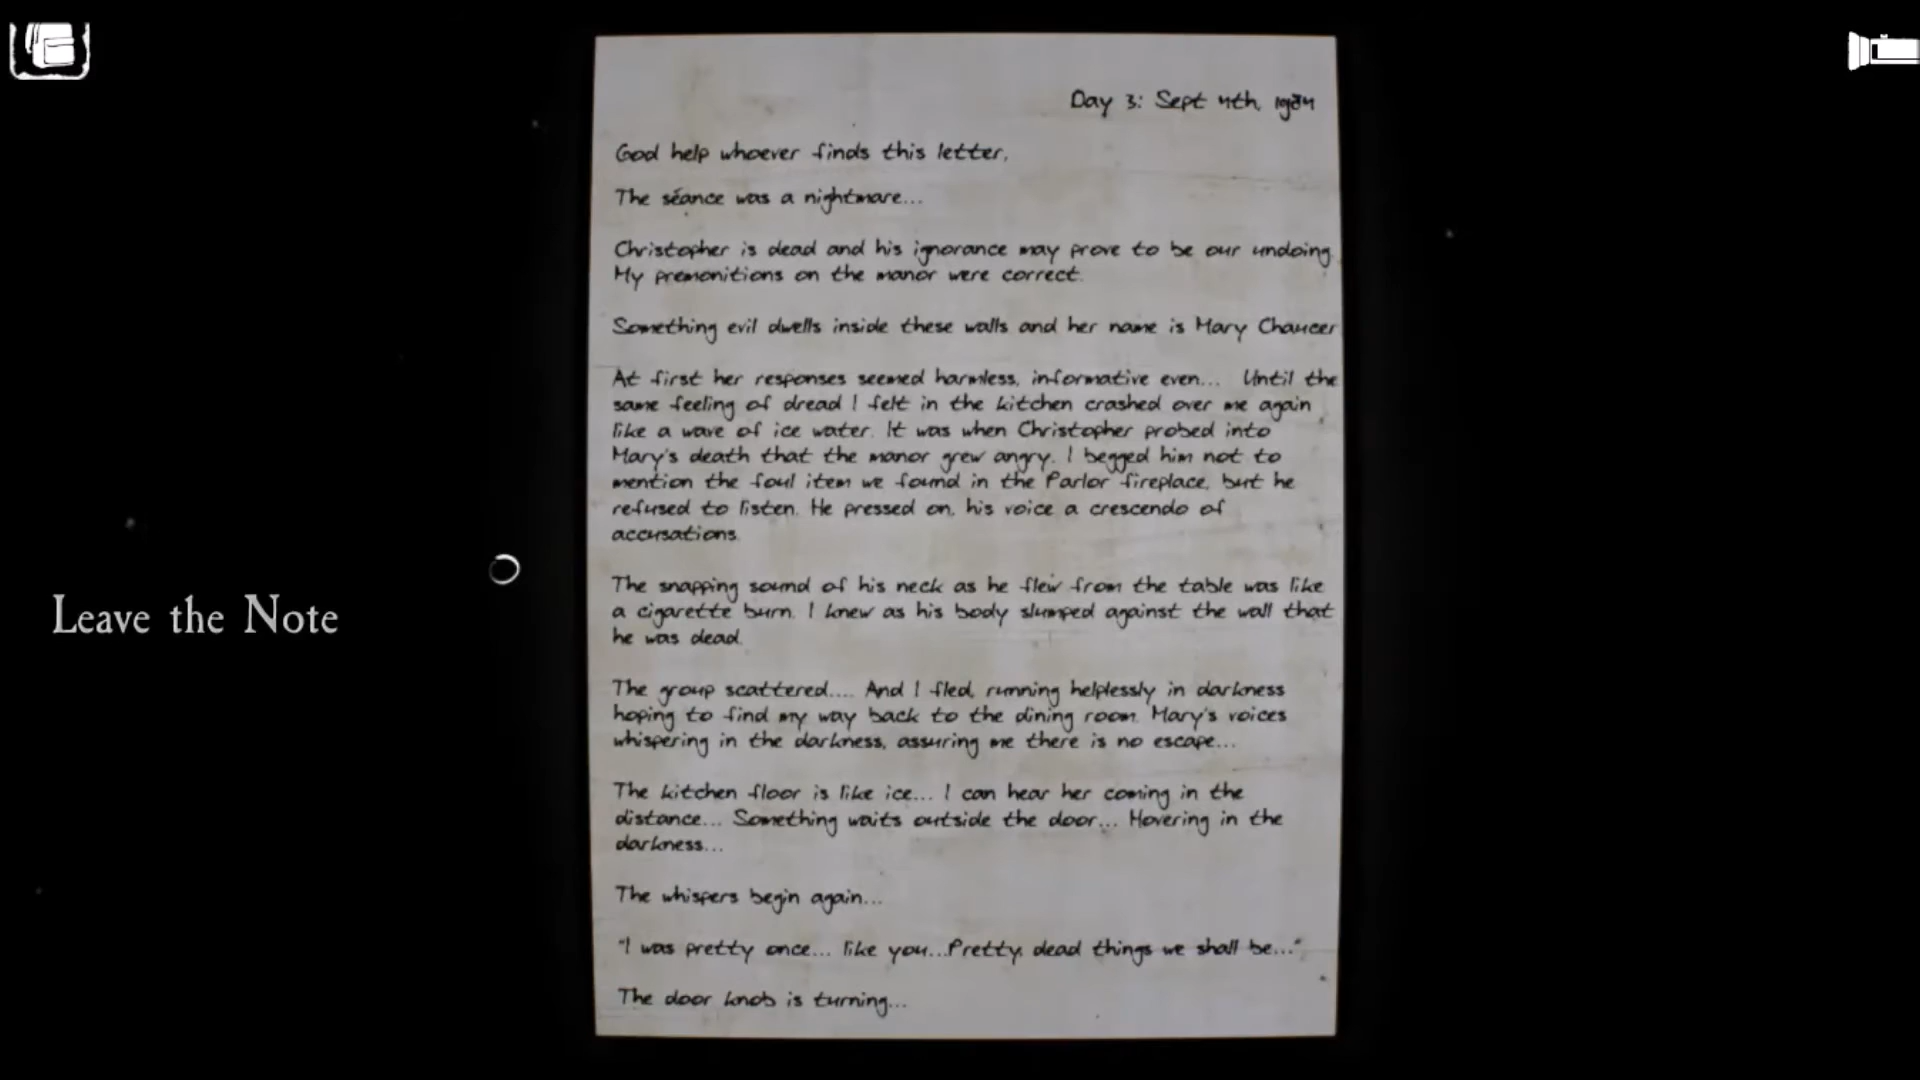 Day 3: Sept 4th, 1984
God help whoever finds this letter,
The séance was a nightmare...
Christopher is dead and his ignorance may prove to be our undoing.
My premonitions on the manor were correct.
Something evil dwells inside these walls and her name is Mary Chaucer
At first her responses seemed harmless, informative even... Until the
same feeling of dread I felt in the kitchen crashed over me again
like a wave of ice water. It was when Christopher probed into
Mary's death that the manor grew angry. I begged him not to
mention the foul item we found in the Parlor fireplace, but he
refused to listen. He pressed on, his voice a crescendo of
accusations.
The snapping sound of his neck as he flew from the table was like
a cigarette burn. I knew as his body slumped against the wall that
he was dead.
The group scattered.... And I fled, running helplessly in darkness
hoping to find my way back to the dining room. Mary's voices
whispering in the darkness, assuring me there is no escape...
The kitchen floor is like ice... I can hear her coming in the
distance... Something waits outside the door... Hovering in the
darkness...
The whispers begin again...
"I was pretty once... like you...Pretty, dead things we shall be..."
The door knob is turning...
Leave the Note